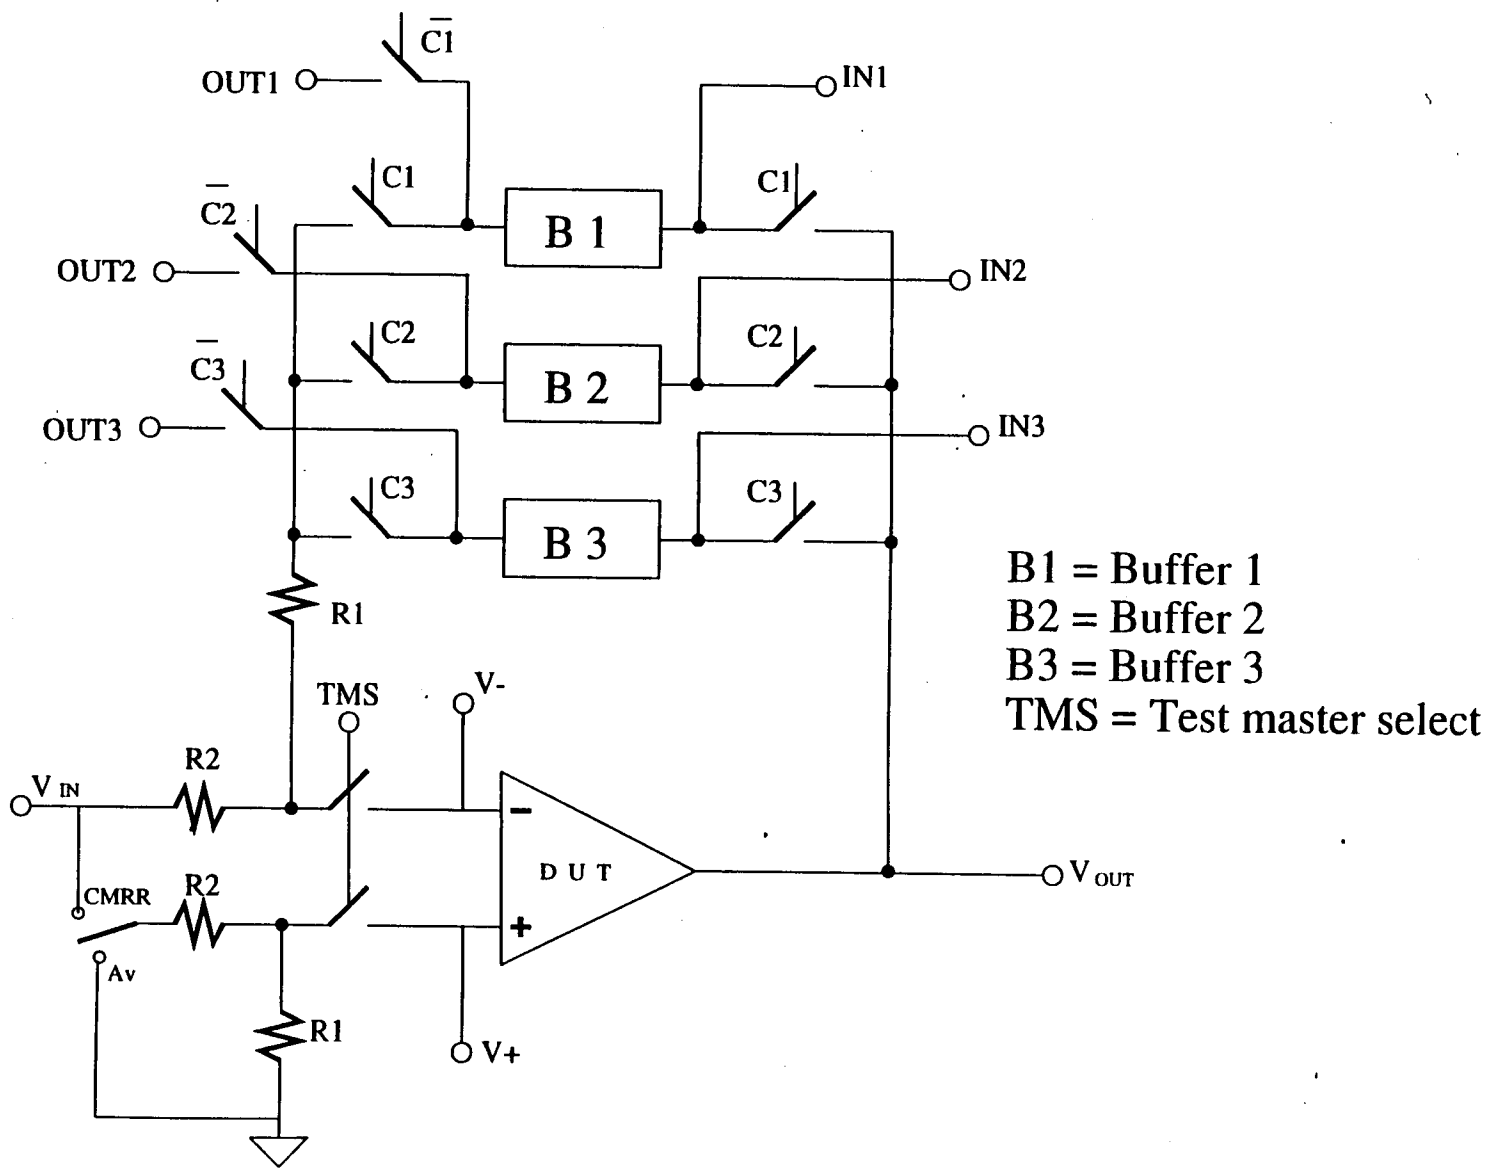 C̅1̅
OUT1
IN1
C1
C1
B 1
C̅2̅
OUT2
IN2
C2
C2
B 2
C̅3̅
OUT3
IN3
C3
C3
B 3
R1
B1 = Buffer 1
B2 = Buffer 2
B3 = Buffer 3
TMS = Test master select
TMS
V-
V IN
R2
-
D U T
V OUT
CMRR
R2
+
Av
R1
V+